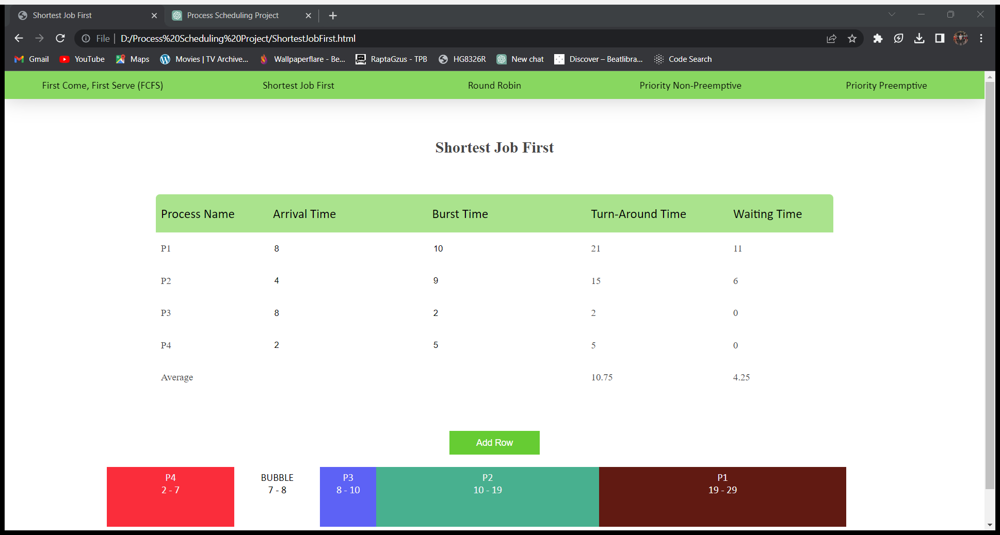 Shortest Job First
Process Scheduling Project
File | D:/Process%20Scheduling%20Project/ShortestJobFirst.html
Gmail YouTube Maps Movies | TV Archive... Wallpaperflare - Be... RaptaGzus - TPB HG8326R New chat Discover – Beatlibra... Code Search
First Come, First Serve (FCFS) Shortest Job First Round Robin Priority Non-Preemptive Priority Preemptive
Shortest Job First
Process Name Arrival Time Burst Time Turn-Around Time Waiting Time
P1 8 10 21 11
P2 4 9 15 6
P3 8 2 2 0
P4 2 5 5 0
Average 10.75 4.25
Add Row
P4 BUBBLE P3 P2 P1
2 - 7 7 - 8 8 - 10 10 - 19 19 - 29